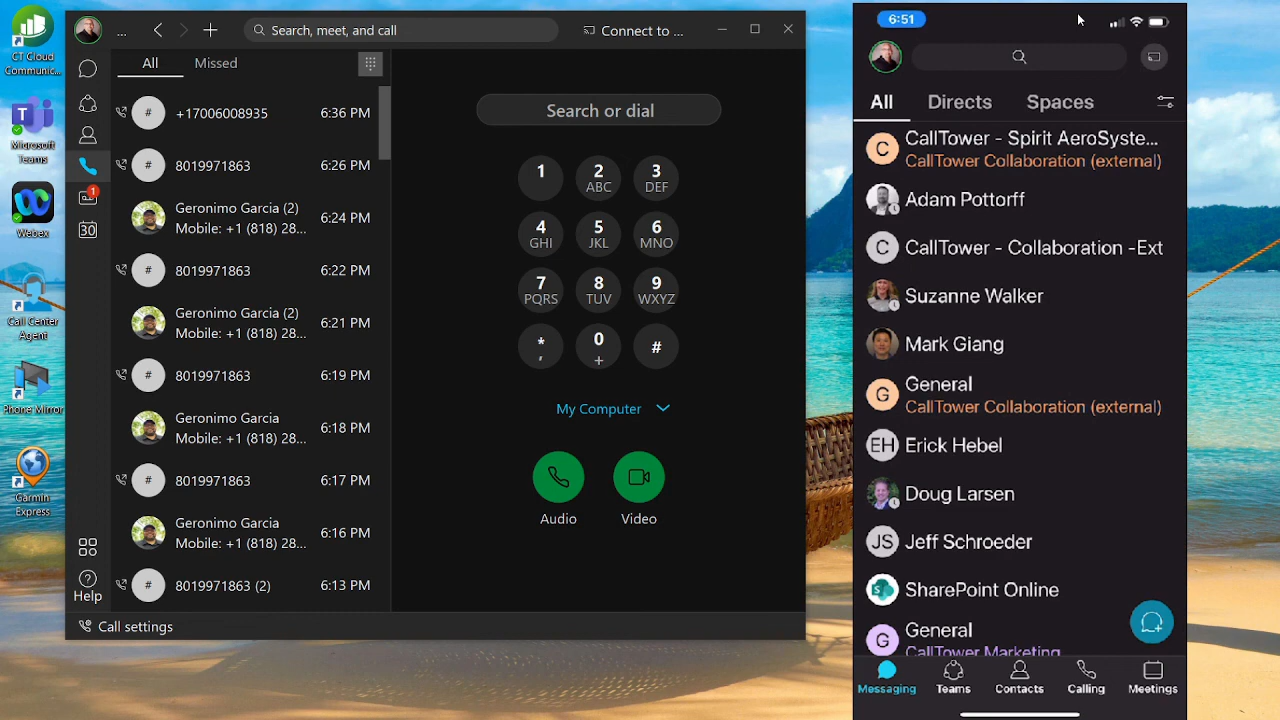 CT Cloud
Communic...
Microsoft
Teams
Webex
Call Center
Agent
Phone Mirror
Garmin
Express
...
Search, meet, and call
Connect to ...
All
Missed
# +17006008935 6:36 PM
# 8019971863 6:26 PM
Geronimo Garcia (2)
Mobile: +1 (818) 28...
6:24 PM
# 8019971863 6:22 PM
Geronimo Garcia (2)
Mobile: +1 (818) 28...
6:21 PM
# 8019971863 6:19 PM
Geronimo Garcia
Mobile: +1 (818) 28...
6:18 PM
# 8019971863 6:17 PM
Geronimo Garcia
Mobile: +1 (818) 28...
6:16 PM
# 8019971863 (2) 6:13 PM
1
30
Help
Call settings
Search or dial
1 2 3
ABC DEF
4 5 6
GHI JKL MNO
7 8 9
PQRS TUV WXYZ
* 0 #
, +
My Computer
Audio Video
6:51
All Directs Spaces
C CallTower - Spirit AeroSyste...
CallTower Collaboration (external)
Adam Pottorff
C CallTower - Collaboration -Ext
Suzanne Walker
Mark Giang
G General
CallTower Collaboration (external)
EH Erick Hebel
Doug Larsen
JS Jeff Schroeder
SharePoint Online
G General
CallTower Marketing
Messaging Teams Contacts Calling Meetings